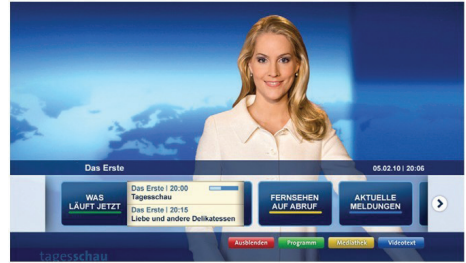 Das Erste
05.02.10 | 20:06
WAS
LÄUFT JETZT
Das Erste | 20:00
Tagesschau
Das Erste | 20:15
Liebe und andere Delikatessen
FERNSEHEN
AUF ABRUF
AKTUELLE
MELDUNGEN
Ausblenden
Programm
Mediathek
Videotext
tagesschau